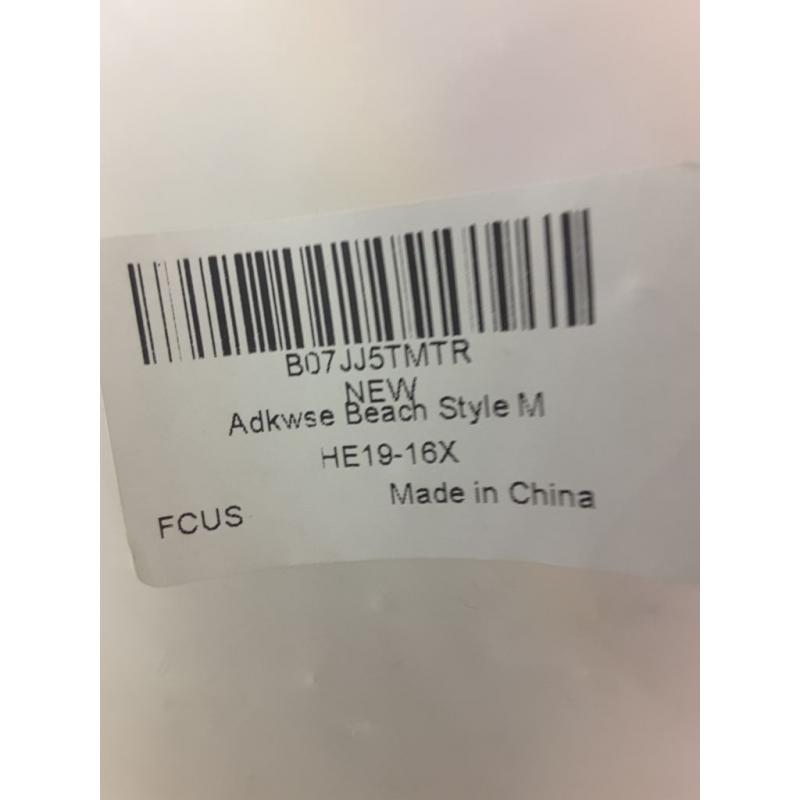 B07JJ5TMTR
NEW
Adkwse Beach Style M
HE19-16X
Made in China
FCUS